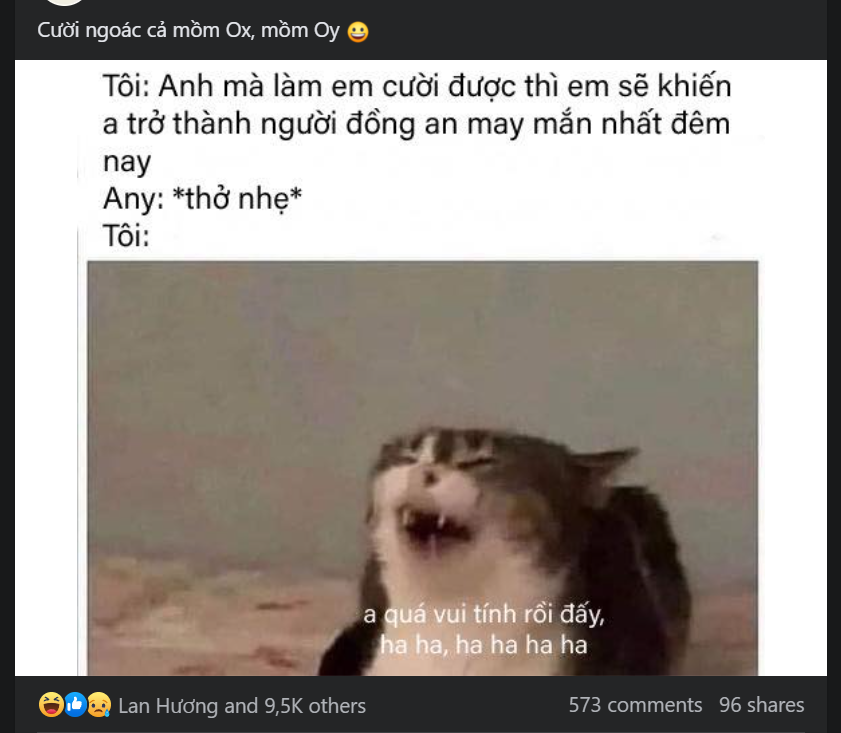 Cười ngoác cả mồm Ox, mồm Oy 😀
Tôi: Anh mà làm em cười được thì em sẽ khiến
a trở thành người đồng an may mắn nhất đêm
nay
Any: *thở nhẹ*
Tôi:
a quá vui tính rồi đấy,
ha ha, ha ha ha ha
Lan Hương and 9,5K others
573 comments 96 shares